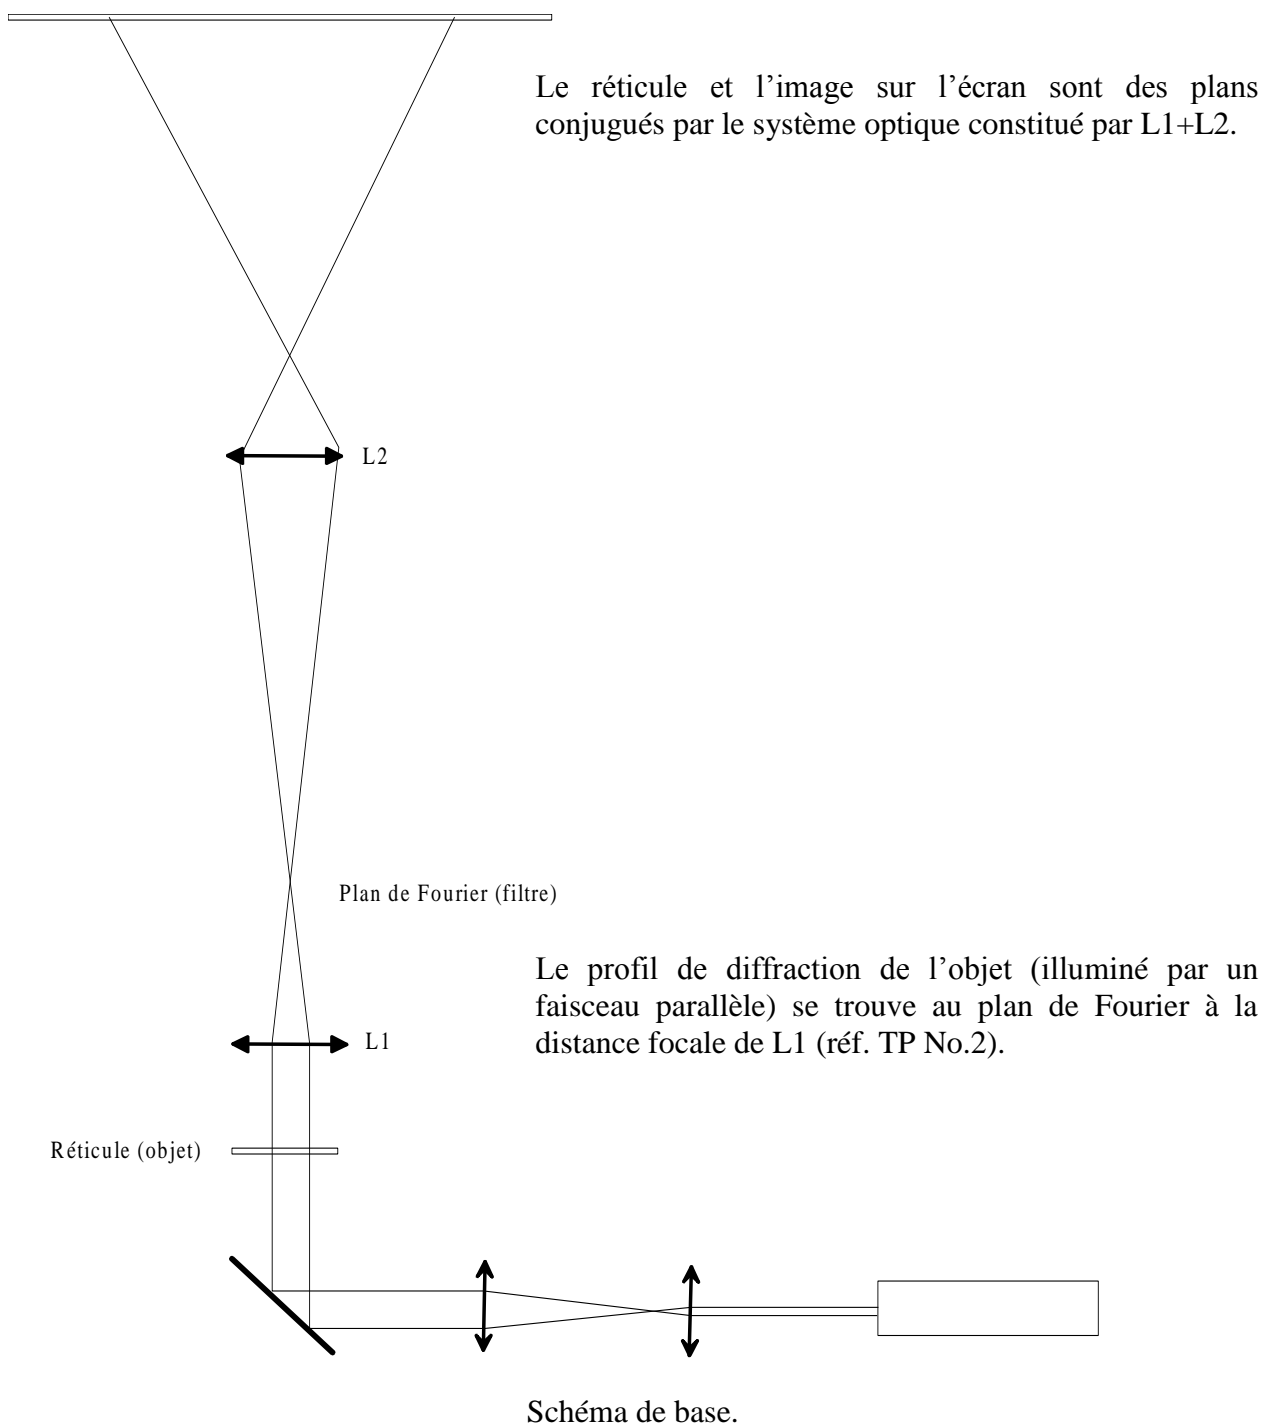 Le réticule et l’image sur l’écran sont des plans
conjugués par le système optique constitué par L1+L2.
L2
Plan de Fourier (filtre)
Le profil de diffraction de l’objet (illuminé par un
faisceau parallèle) se trouve au plan de Fourier à la
distance focale de L1 (réf. TP No.2).
L1
Réticule (objet)
Schéma de base.